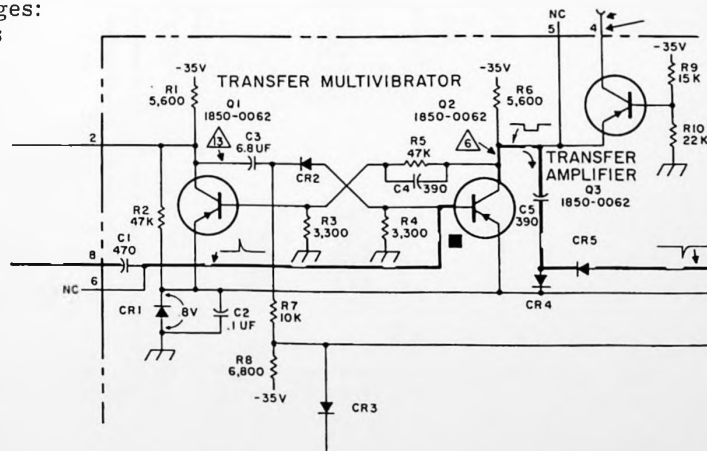 ges:
s
NC
5
4
-35V
R9
15K
R10
22K
-35V
R1
5,600
TRANSFER MULTIVIBRATOR
-35V
R6
5,600
Q1
1850-0062
Q2
1850-0062
2
13
C3
6.8UF
CR2
R5
47K
C4
390
6
TRANSFER
AMPLIFIER
Q3
1850-0062
R2
47K
R3
3,300
R4
3,300
C5
390
8
C1
470
CR5
NC
6
CR1
.8V
C2
.1UF
R7
10K
CR4
R8
6,800
-35V
CR3